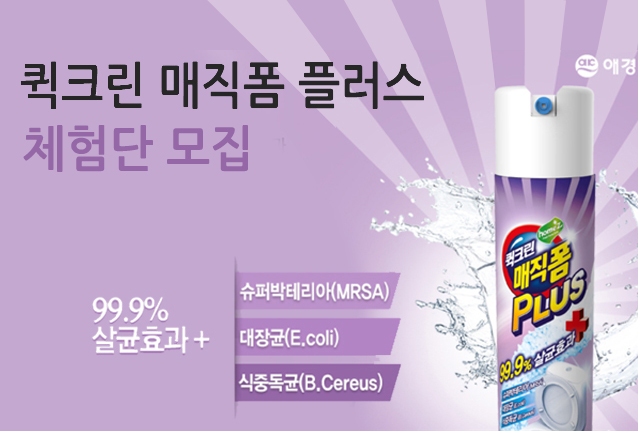 퀵크린 매직폼 플러스
체험단 모집
애경
99.9%
살균효과 +
슈퍼박테리아(MRSA)
대장균(E.coli)
식중독균(B.Cereus)
home
퀵크린
매직폼
PLUS
99.9% 살균효과+